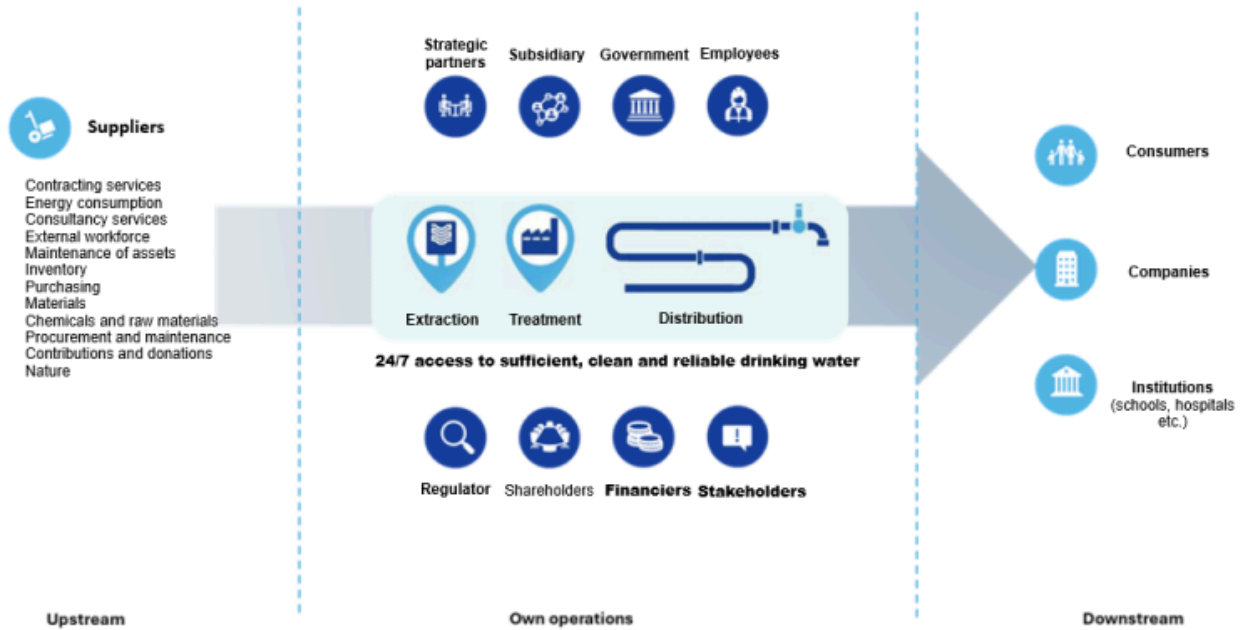 Strategic
partners
Subsidiary
Government
Employees
Suppliers
Contracting services
Energy consumption
Consultancy services
External workforce
Maintenance of assets
Inventory
Purchasing
Materials
Chemicals and raw materials
Procurement and maintenance
Contributions and donations
Nature
Extraction
Treatment
Distribution
24/7 access to sufficient, clean and reliable drinking water
Regulator
Shareholders
Financiers
Stakeholders
Consumers
Companies
Institutions
(schools, hospitals
etc.)
Upstream
Own operations
Downstream